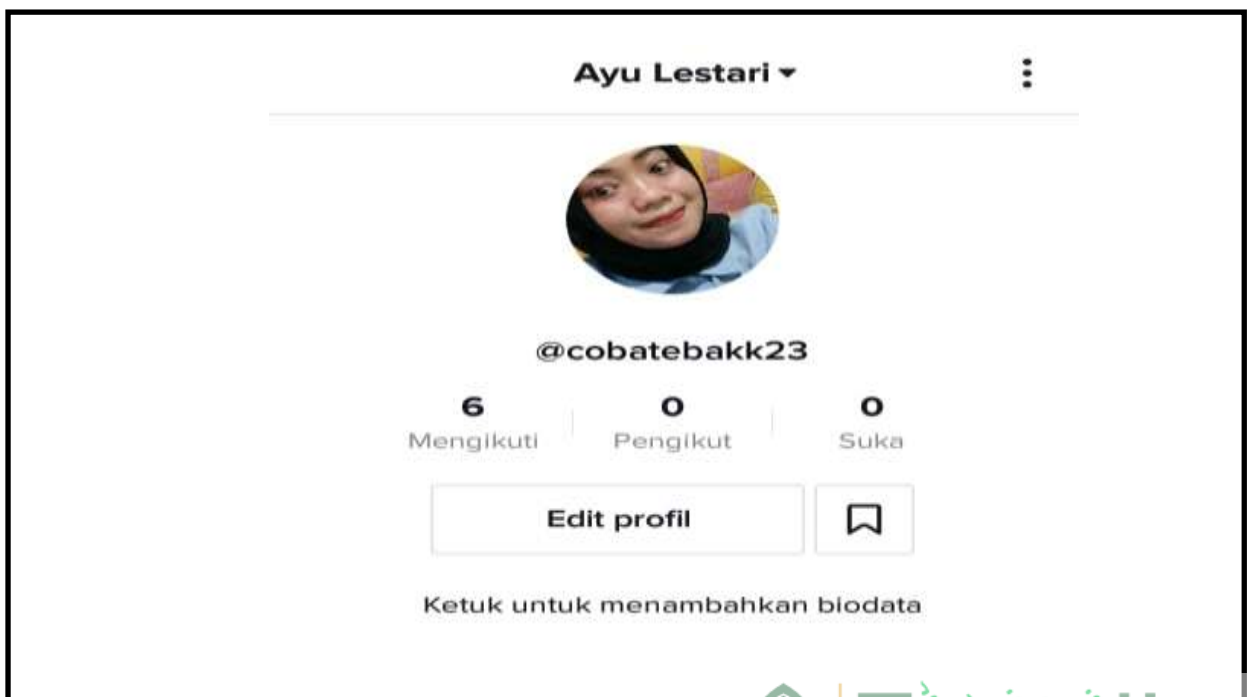 Ayu Lestari
@cobatebakk23
6 0 0
Mengikuti Pengikut Suka
Edit profil
Ketuk untuk menambahkan biodata